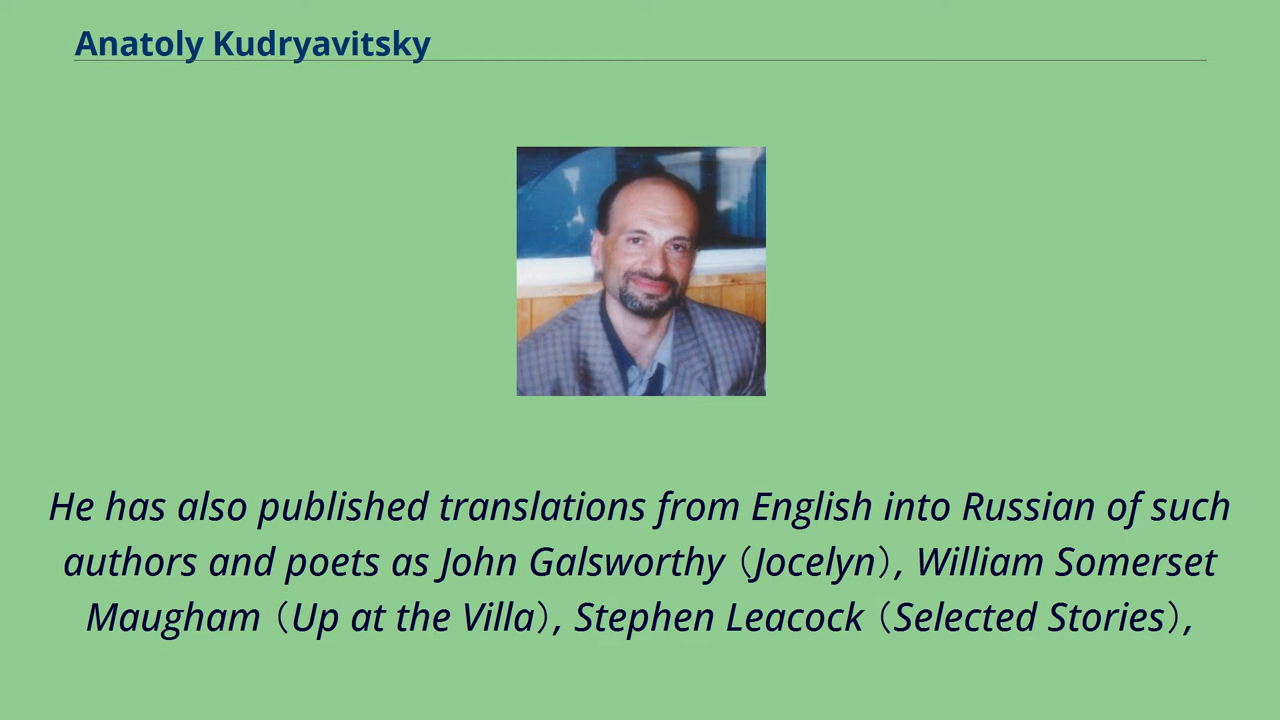 Anatoly Kudryavitsky
He has also published translations from English into Russian of such
authors and poets as John Galsworthy (Jocelyn), William Somerset
Maugham (Up at the Villa), Stephen Leacock (Selected Stories),